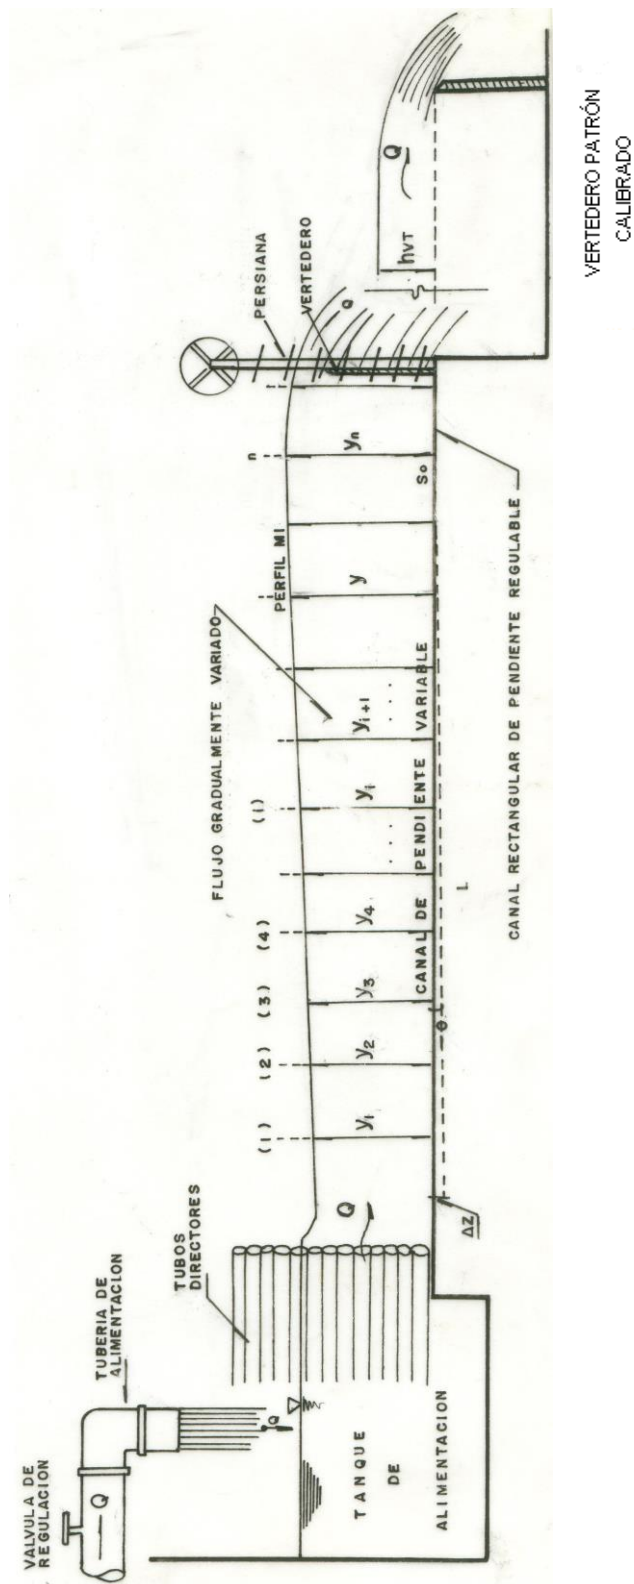 VALVULA DE
REGULACION
Q
TUBERIA DE
ALIMENTACION
Q
TANQUE
DE
ALIMENTACION
TUBOS
DIRECTORES
Q
ΔZ
(1)
(2)
(3)
(4)
(i)
n
y1
y2
y3
y4
. . . .
yi
yi+1
. . . .
y
yn
So
FLUJO GRADUALMENTE VARIADO
PERFIL M1
CANAL DE PENDIENTE VARIABLE
θ
L
CANAL RECTANGULAR DE PENDIENTE REGULABLE
PERSIANA
VERTEDERO
Q
hVT
Q
VERTEDERO PATRÓN
CALIBRADO